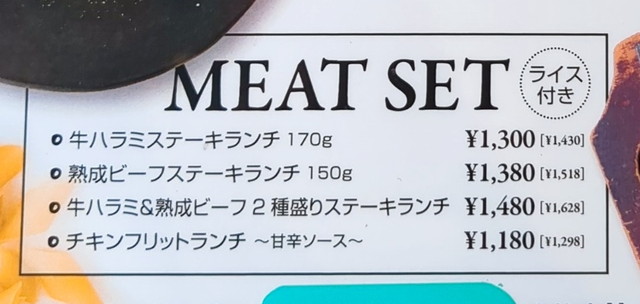 MEAT SET ライス付き
牛ハラミステーキランチ 170g ¥1,300 [¥1,430]
熟成ビーフステーキランチ 150g ¥1,380 [¥1,518]
牛ハラミ&熟成ビーフ2種盛りステーキランチ ¥1,480 [¥1,628]
チキンフリットランチ ～甘辛ソース～ ¥1,180 [¥1,298]